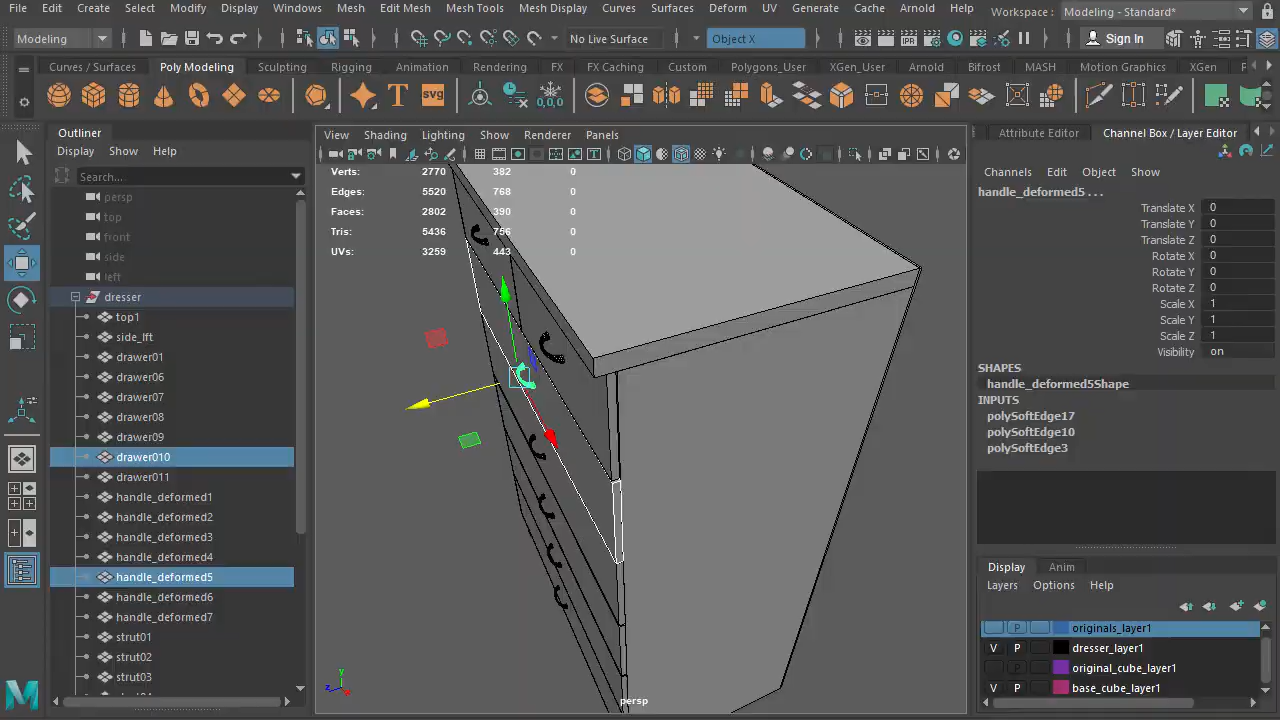 File Edit Create Select Modify Display Windows Mesh Edit Mesh Mesh Tools Mesh Display Curves Surfaces Deform UV Generate Cache Arnold Help Workspace: Modeling - Standard*
Modeling No Live Surface Object X Sign In
Curves / Surfaces Poly Modeling Sculpting Rigging Animation Rendering FX FX Caching Custom Polygons_User XGen_User Arnold Bifrost MASH Motion Graphics XGen
svg 0,0,0
Outliner
Display Show Help
Search...
persp
top
front
side
left
dresser
top1
side_lft
drawer01
drawer06
drawer07
drawer08
drawer09
drawer010
drawer011
handle_deformed1
handle_deformed2
handle_deformed3
handle_deformed4
handle_deformed5
handle_deformed6
handle_deformed7
strut01
strut02
strut03
View Shading Lighting Show Renderer Panels
Verts: 2770 382 0
Edges: 5520 768 0
Faces: 2802 390 0
Tris: 5436 756 0
UVs: 3259 443 0
persp
Attribute Editor Channel Box / Layer Editor
Channels Edit Object Show
handle_deformed5 . . .
Translate X 0
Translate Y 0
Translate Z 0
Rotate X 0
Rotate Y 0
Rotate Z 0
Scale X 1
Scale Y 1
Scale Z 1
Visibility on
SHAPES
handle_deformed5Shape
INPUTS
polySoftEdge17
polySoftEdge10
polySoftEdge3
Display Anim
Layers Options Help
P originals_layer1
V P dresser_layer1
original_cube_layer1
V P base_cube_layer1